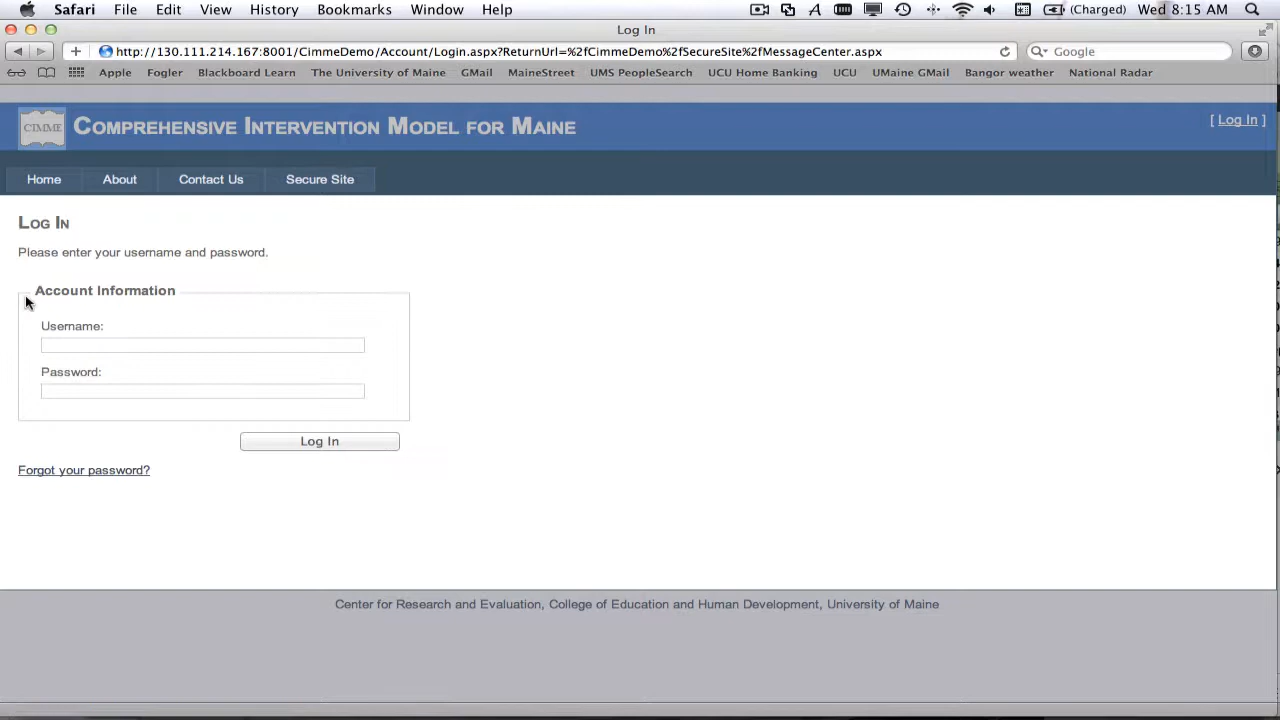 Safari File Edit View History Bookmarks Window Help (Charged) Wed 8:15 AM
Log In
http://130.111.214.167:8001/CimmeDemo/Account/Login.aspx?ReturnUrl=%2fCimmeDemo%2fSecureSite%2fMessageCenter.aspx Google
Apple Fogler Blackboard Learn The University of Maine GMail MaineStreet UMS PeopleSearch UCU Home Banking UCU UMaine GMail Bangor weather National Radar
CIMME Comprehensive Intervention Model for Maine [ Log In ]
Home About Contact Us Secure Site
Log In
Please enter your username and password.
Account Information
Username:
Password:
Log In
Forgot your password?
Center for Research and Evaluation, College of Education and Human Development, University of Maine